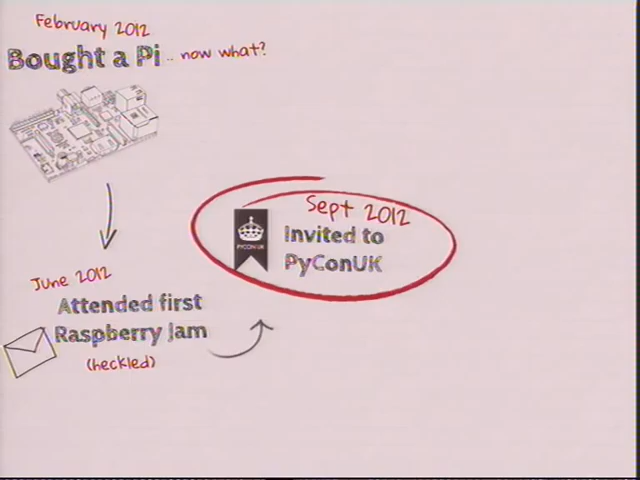 February 2012
Bought a Pi .. now what?
June 2012
Attended first
Raspberry Jam
(heckled)
Sept 2012
PYCON UK
Invited to
PyConUK